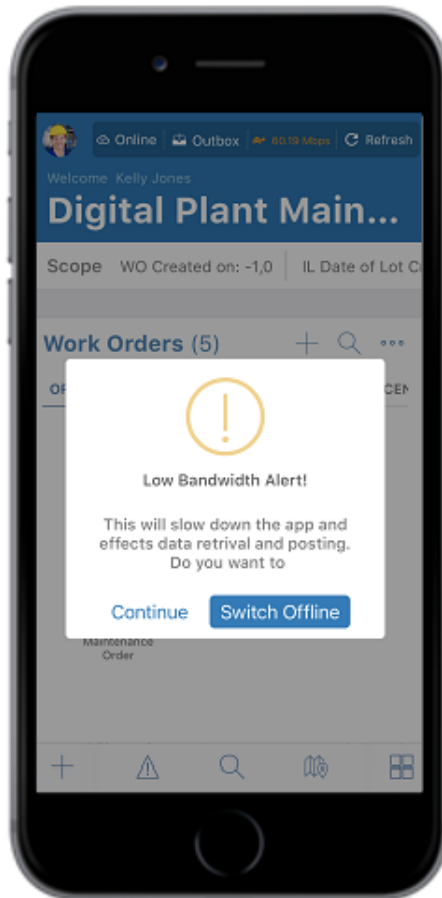 Online Outbox 60.19 Mbps Refresh
Welcome Kelly Jones
Digital Plant Main...
Scope WO Created on: -1,0 IL Date of Lot C
Work Orders (5)
Low Bandwidth Alert!
This will slow down the app and
effects data retrival and posting.
Do you want to
Continue Switch Offline
Maintenance
Order